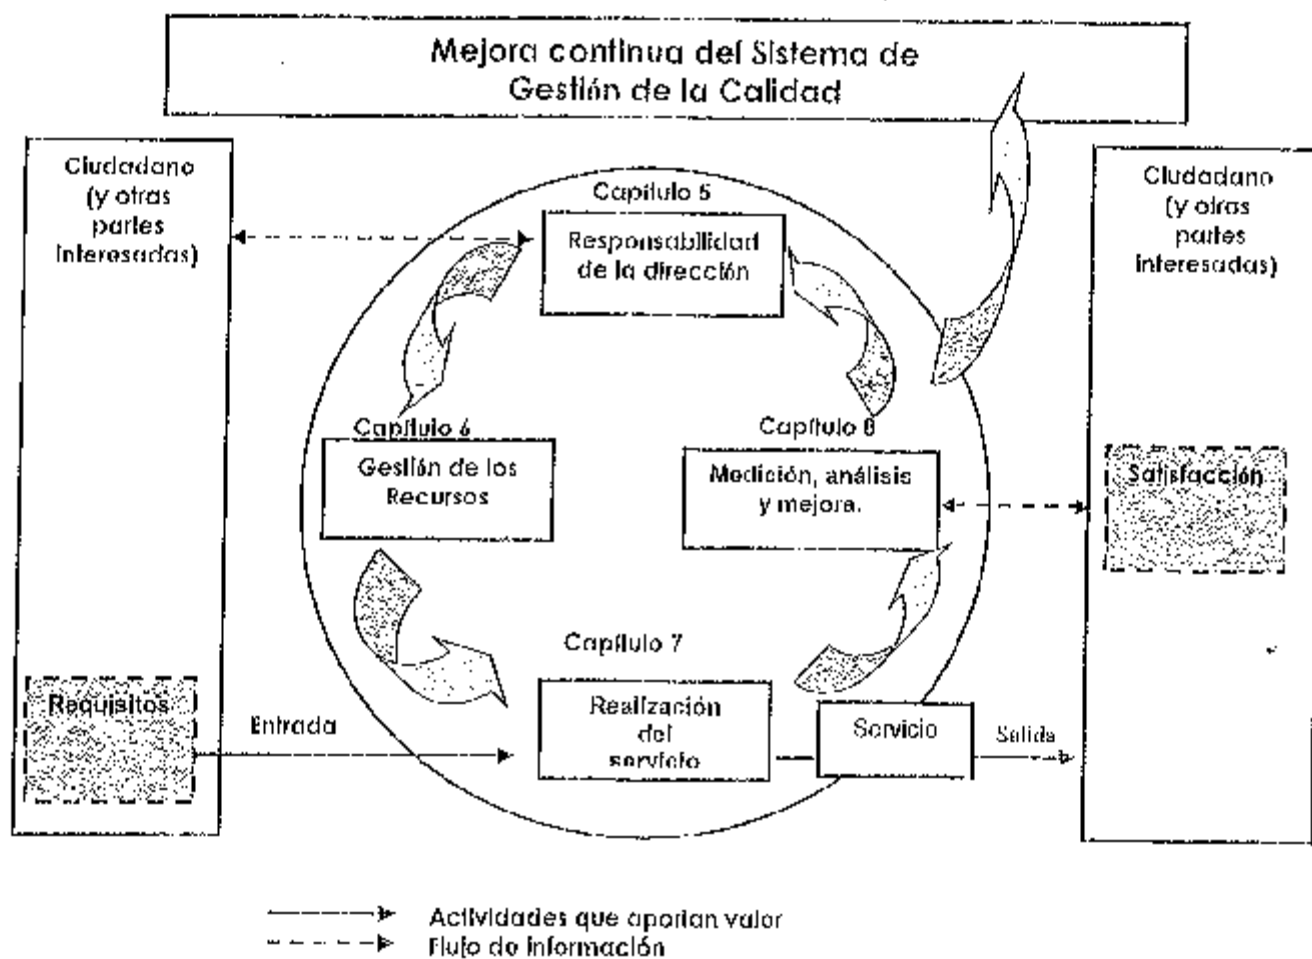 Mejora continua del Sistema de
Gestión de la Calidad
Ciudadano
(y otras
partes
interesadas)
Capítulo 5
Responsabilidad
de la dirección
Ciudadano
(y otras
partes
interesadas)
Capítulo 6
Gestión de los
Recursos
Capítulo 8
Medición, análisis
y mejora.
Satisfacción
Capítulo 7
Requisitos
Entrada
Realización
del
servicio
Servicio
Salida
Actividades que aportan valor
Flujo de información